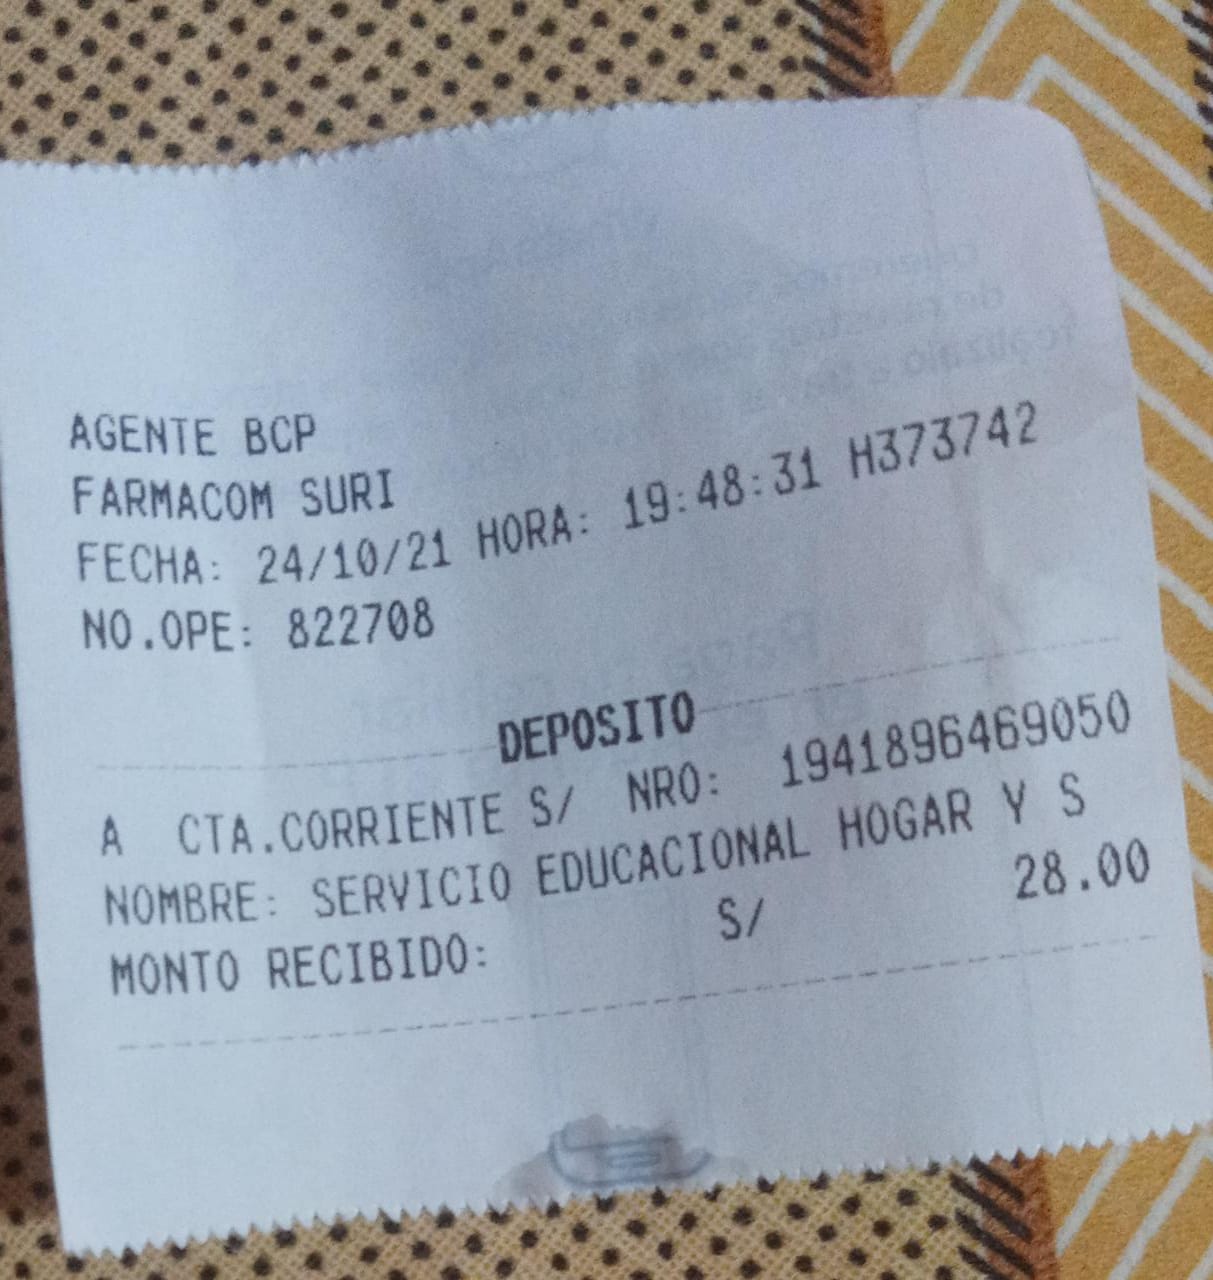 AGENTE BCP
FARMACOM SURI
FECHA: 24/10/21 HORA: 19:48:31 H373742
NO.OPE: 822708
DEPOSITO
A CTA.CORRIENTE S/ NRO: 1941896469050
NOMBRE: SERVICIO EDUCACIONAL HOGAR Y S
MONTO RECIBIDO: S/ 28.00